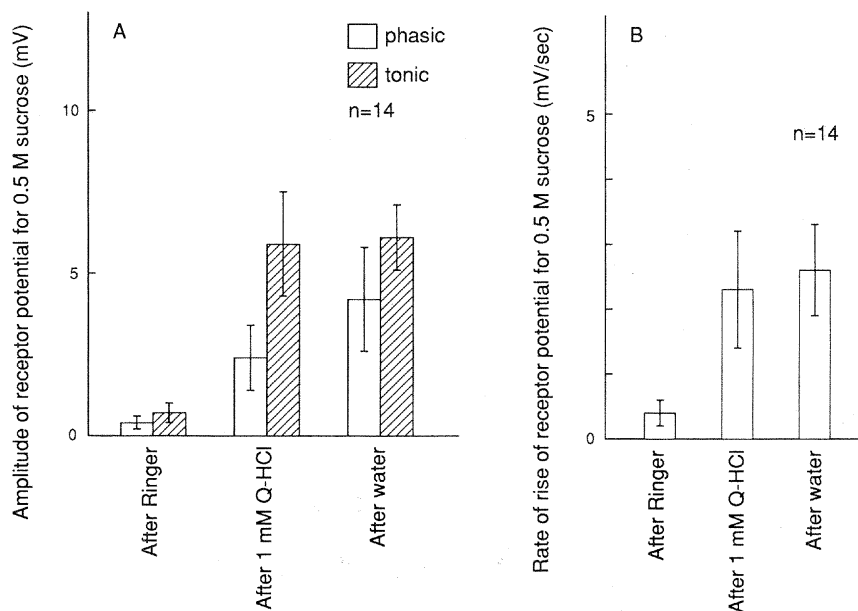 Amplitude of receptor potential for 0.5 M sucrose (mV)
A
phasic
tonic
n=14
10
5
0
After Ringer
After 1 mM Q-HCl
After water
Rate of rise of receptor potential for 0.5 M sucrose (mV/sec)
B
n=14
5
0
After Ringer
After 1 mM Q-HCl
After water